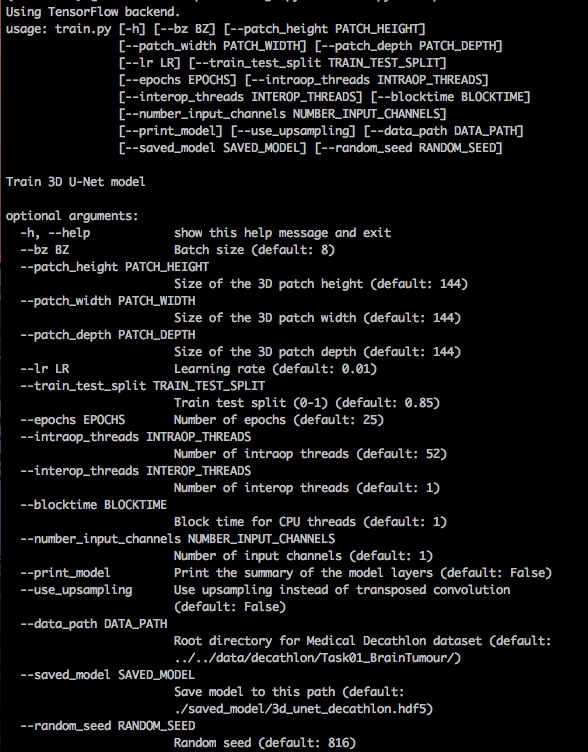 Using TensorFlow backend.
usage: train.py [-h] [--bz BZ] [--patch_height PATCH_HEIGHT]
[--patch_width PATCH_WIDTH] [--patch_depth PATCH_DEPTH]
[--lr LR] [--train_test_split TRAIN_TEST_SPLIT]
[--epochs EPOCHS] [--intraop_threads INTRAOP_THREADS]
[--interop_threads INTEROP_THREADS] [--blocktime BLOCKTIME]
[--number_input_channels NUMBER_INPUT_CHANNELS]
[--print_model] [--use_upsampling] [--data_path DATA_PATH]
[--saved_model SAVED_MODEL] [--random_seed RANDOM_SEED]
Train 3D U-Net model
optional arguments:
-h, --help show this help message and exit
--bz BZ Batch size (default: 8)
--patch_height PATCH_HEIGHT
Size of the 3D patch height (default: 144)
--patch_width PATCH_WIDTH
Size of the 3D patch width (default: 144)
--patch_depth PATCH_DEPTH
Size of the 3D patch depth (default: 144)
--lr LR Learning rate (default: 0.01)
--train_test_split TRAIN_TEST_SPLIT
Train test split (0-1) (default: 0.85)
--epochs EPOCHS Number of epochs (default: 25)
--intraop_threads INTRAOP_THREADS
Number of intraop threads (default: 52)
--interop_threads INTEROP_THREADS
Number of interop threads (default: 1)
--blocktime BLOCKTIME
Block time for CPU threads (default: 1)
--number_input_channels NUMBER_INPUT_CHANNELS
Number of input channels (default: 1)
--print_model Print the summary of the model layers (default: False)
--use_upsampling Use upsampling instead of transposed convolution
(default: False)
--data_path DATA_PATH
Root directory for Medical Decathlon dataset (default:
../../data/decathlon/Task01_BrainTumour/)
--saved_model SAVED_MODEL
Save model to this path (default:
./saved_model/3d_unet_decathlon.hdf5)
--random_seed RANDOM_SEED
Random seed (default: 816)